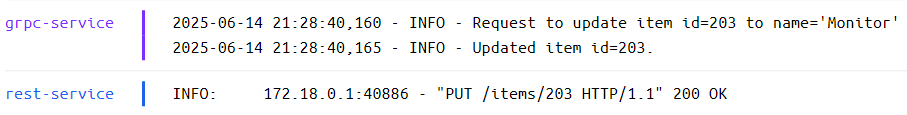 grpc-service 2025-06-14 21:28:40,160 - INFO - Request to update item id=203 to name='Monitor'
2025-06-14 21:28:40,165 - INFO - Updated item id=203.
rest-service INFO:     172.18.0.1:40886 - "PUT /items/203 HTTP/1.1" 200 OK